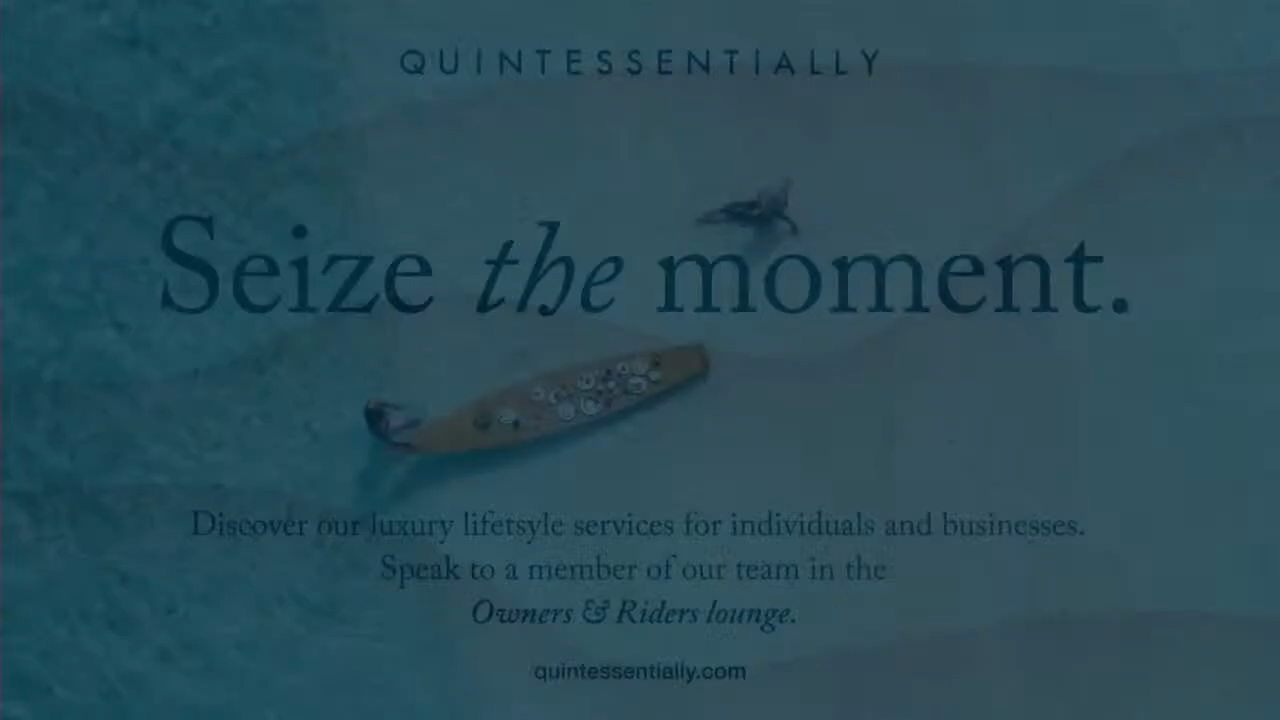 QUINTESSENTIALLY
Seize the moment.
Discover our luxury lifetsyle services for individuals and businesses.
Speak to a member of our team in the
Owners & Riders lounge.
quintessentially.com